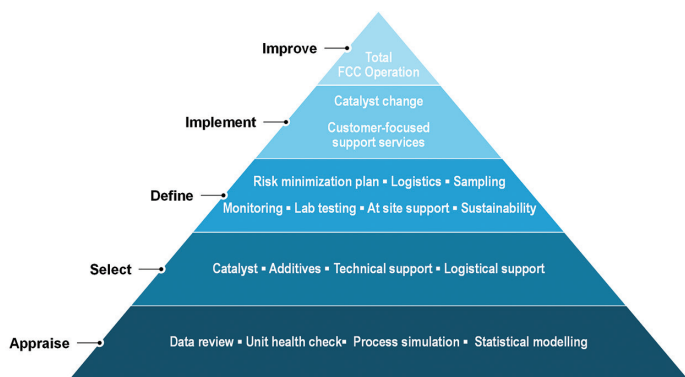 Improve
Total
FCC Operation
Implement
Catalyst change
Customer-focused
support services
Define
Risk minimization plan ▪ Logistics ▪ Sampling
Monitoring ▪ Lab testing ▪ At site support ▪ Sustainability
Select
Catalyst ▪ Additives ▪ Technical support ▪ Logistical support
Appraise
Data review ▪ Unit health check▪ Process simulation ▪ Statistical modelling